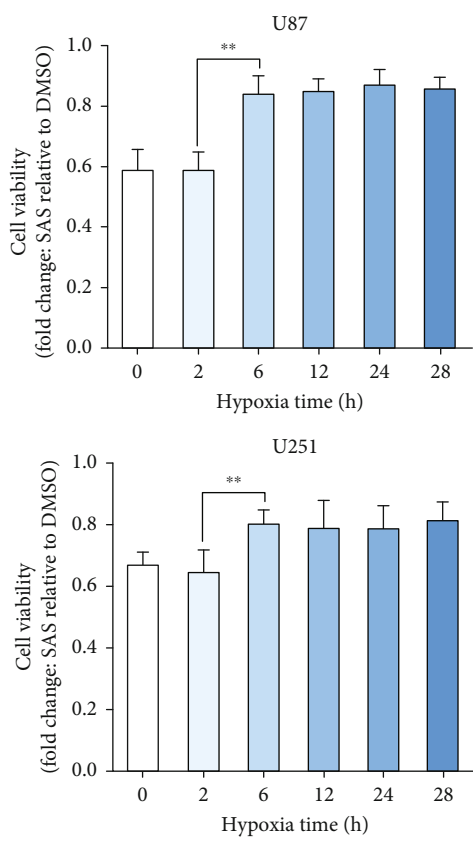 U87
Cell viability
(fold change: SAS relative to DMSO)
1.0
0.8
0.6
0.4
0.2
0.0
**
0 2 6 12 24 28
Hypoxia time (h)
U251
Cell viability
(fold change: SAS relative to DMSO)
1.0
0.8
0.6
0.4
0.2
0.0
**
0 2 6 12 24 28
Hypoxia time (h)